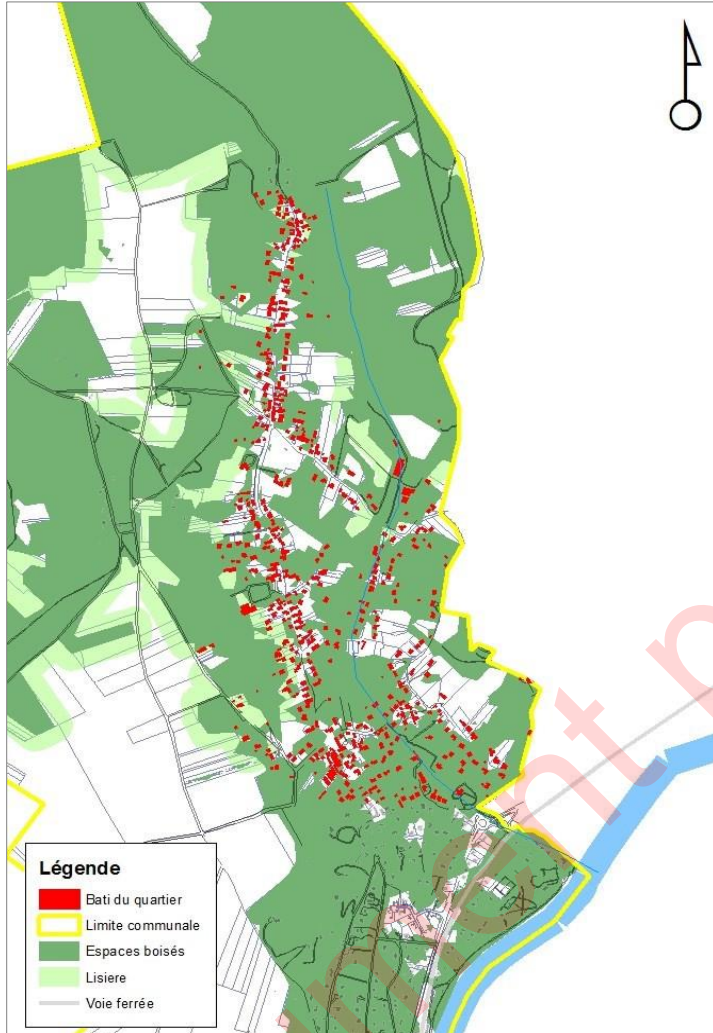 Légende
Bati du quartier
Limite communale
Espaces boisés
Lisiere
Voie ferrée